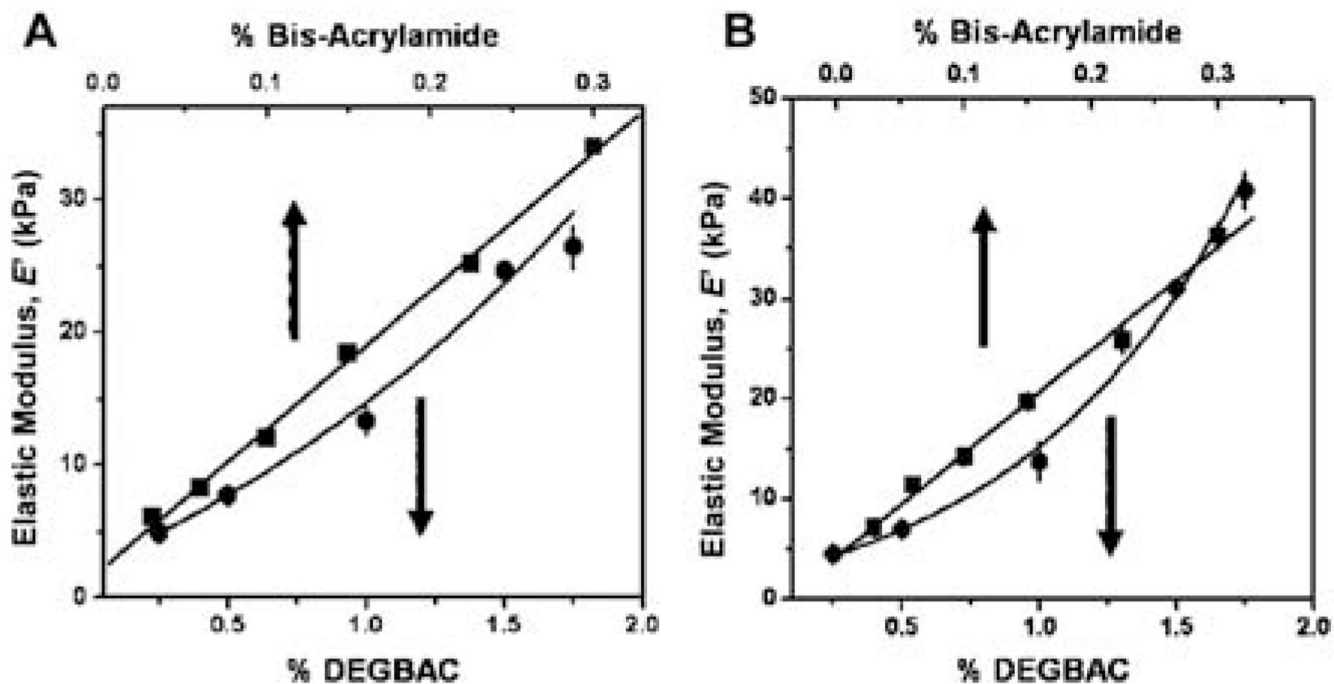 A
% Bis-Acrylamide
0.0 0.1 0.2 0.3
Elastic Modulus, E' (kPa)
30
20
10
0
0.5 1.0 1.5 2.0
% DEGBAC
B
% Bis-Acrylamide
0.0 0.1 0.2 0.3
Elastic Modulus, E' (kPa)
50
40
30
20
10
0
0.5 1.0 1.5 2.0
% DEGBAC